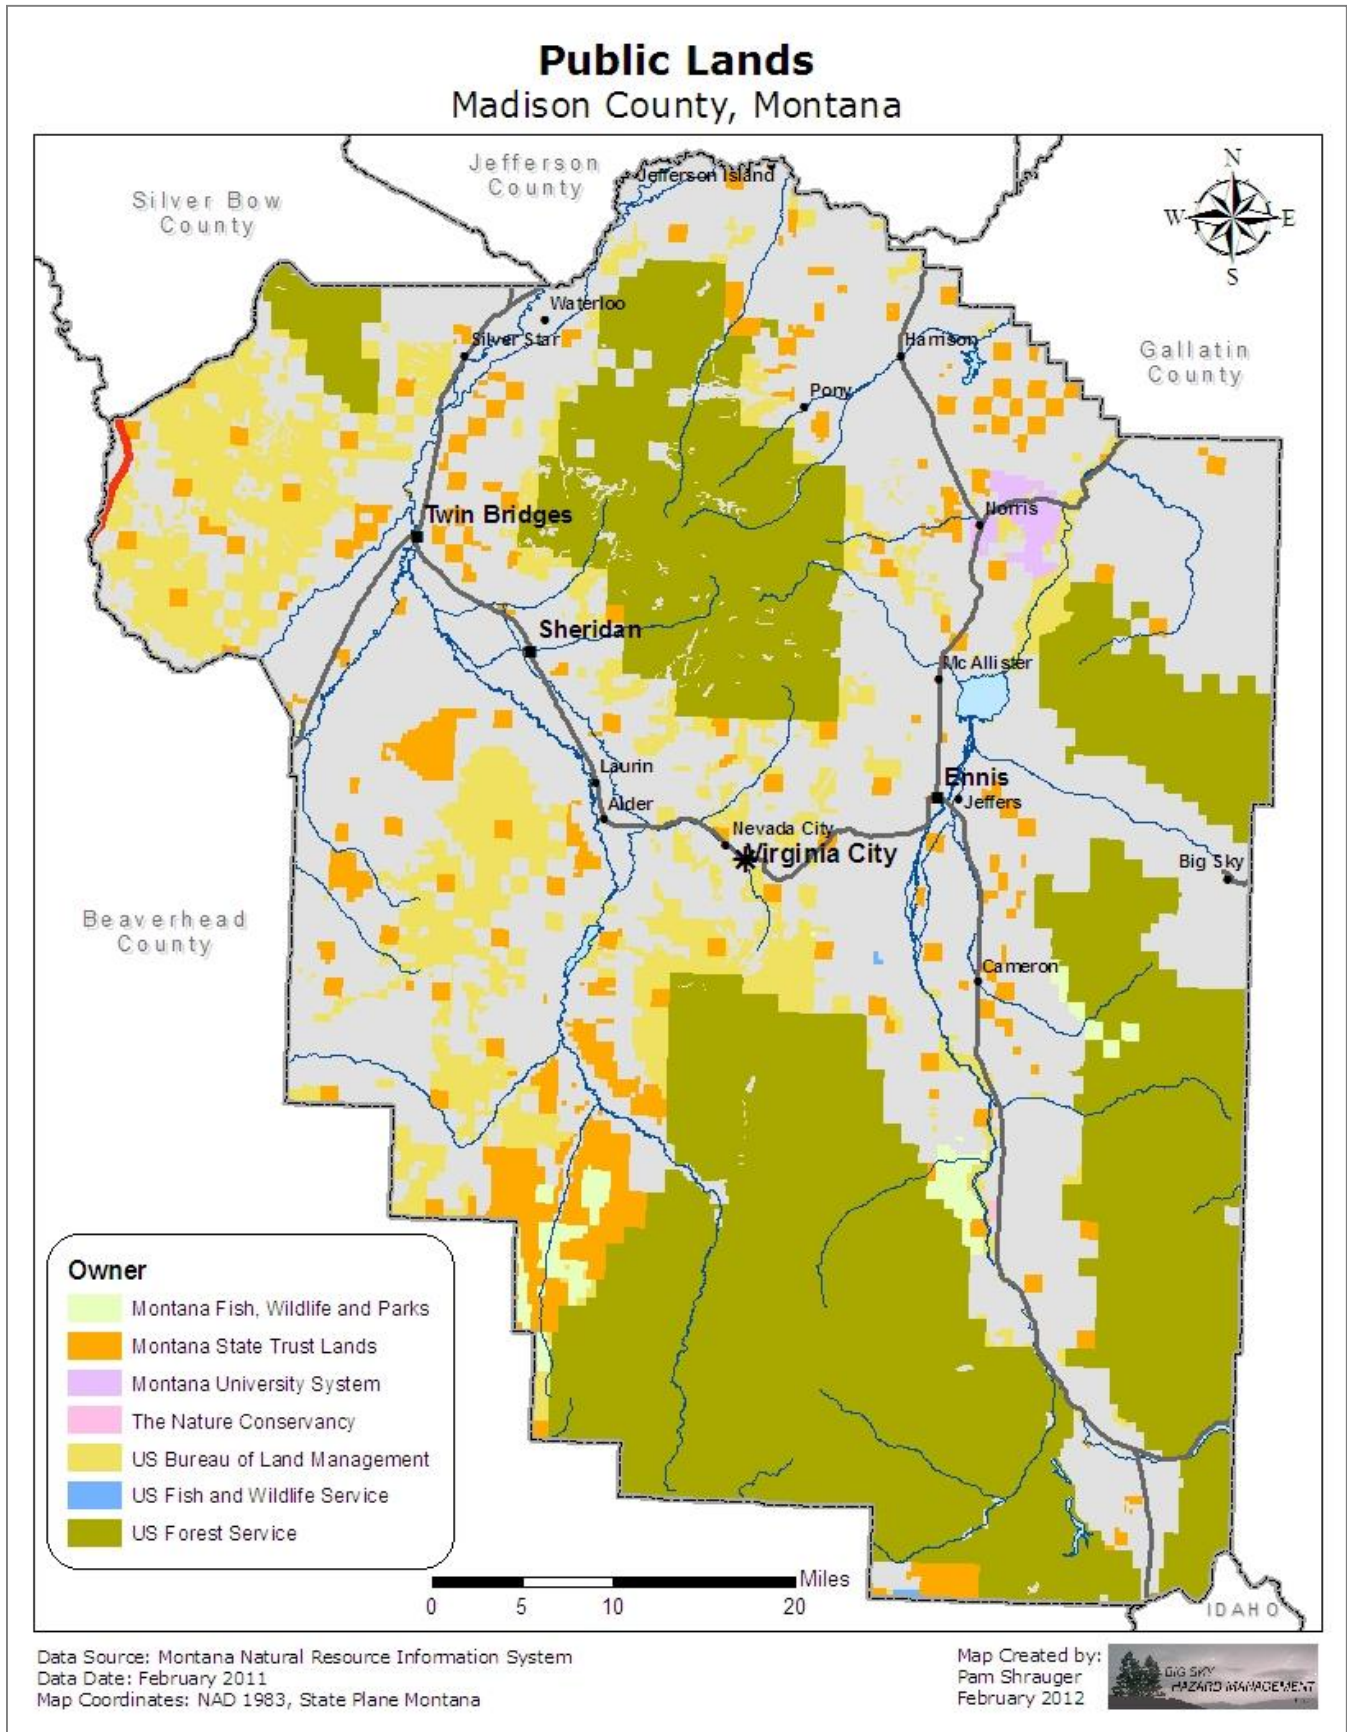 Public Lands
Madison County, Montana
Jefferson
County
Jefferson Island
Silver Bow
County
N
W
E
S
Waterloo
Silver Star
Harrison
Gallatin
County
Pony
Twin Bridges
Norris
Sheridan
Mc Allister
Laurin
Ennis
Alder
Jeffers
Nevada City
Virginia City
Big Sky
Beaverhead
County
Cameron
Owner
Montana Fish, Wildlife and Parks
Montana State Trust Lands
Montana University System
The Nature Conservancy
US Bureau of Land Management
US Fish and Wildlife Service
US Forest Service
Miles
0 5 10 20
IDAHO
Data Source: Montana Natural Resource Information System
Data Date: February 2011
Map Coordinates: NAD 1983, State Plane Montana
Map Created by:
Pam Shrauger
February 2012
BIG SKY
HAZARD MANAGEMENT